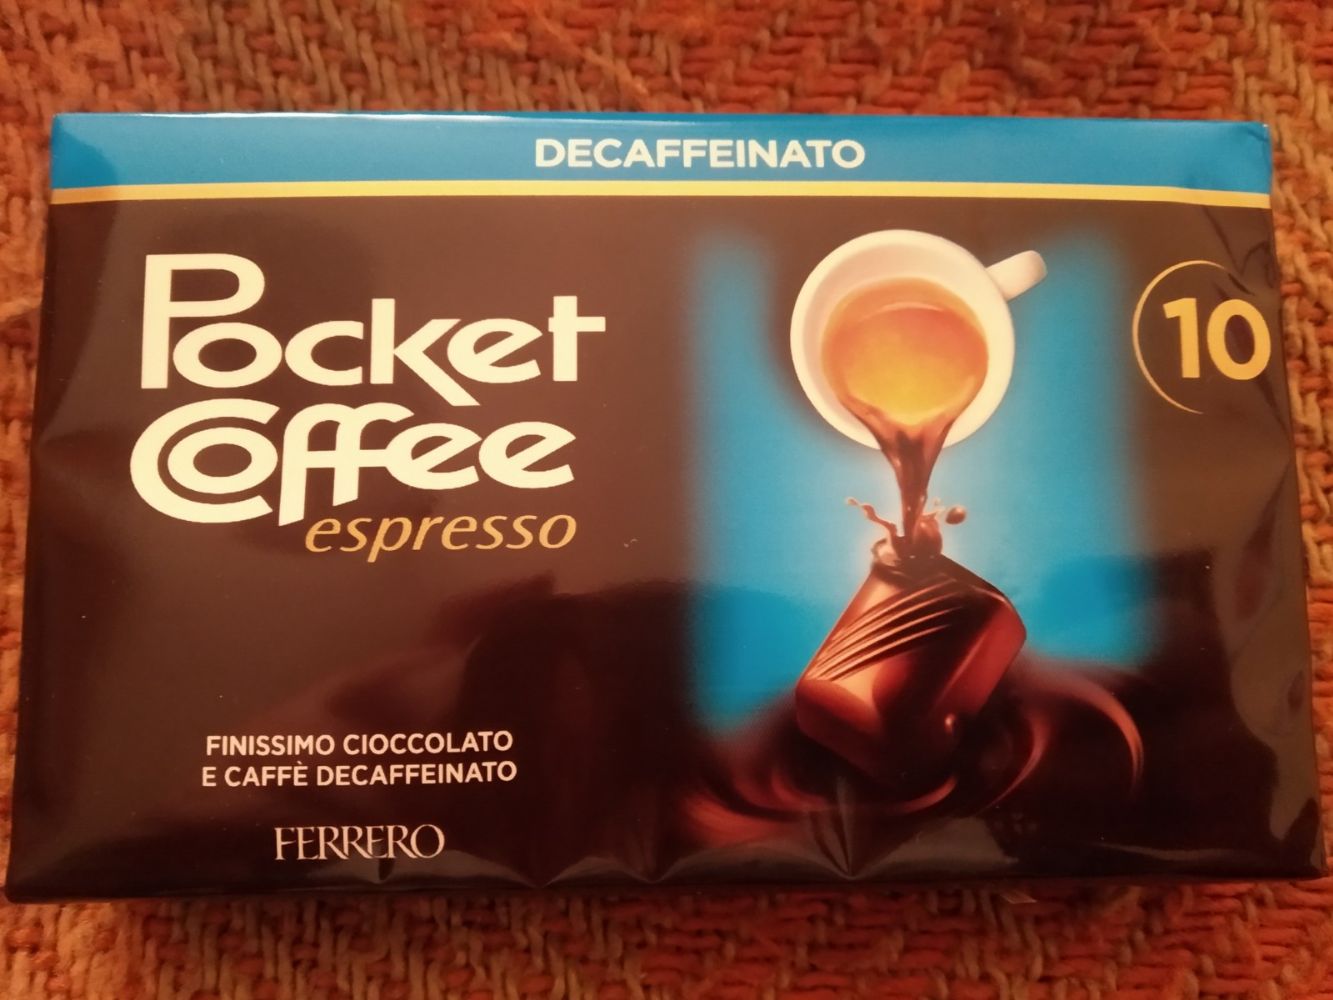 DECAFFEINATO
Pocket
Coffee
espresso
10
FINISSIMO CIOCCOLATO
E CAFFÈ DECAFFEINATO
FERRERO